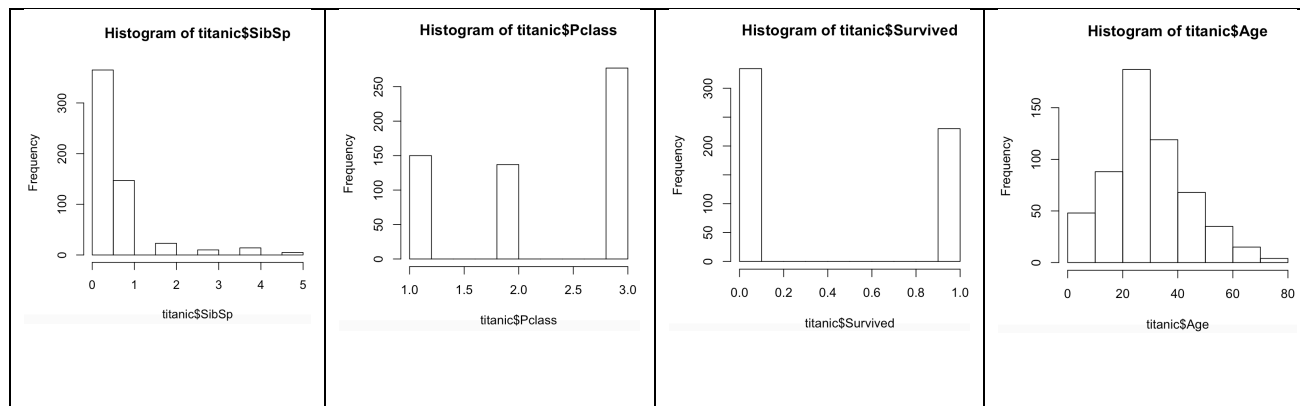 Histogram of titanic$SibSp
Frequency
0
100
200
300
0 1 2 3 4 5
titanic$SibSp
Histogram of titanic$Pclass
Frequency
0
50
100
150
200
250
1.0 1.5 2.0 2.5 3.0
titanic$Pclass
Histogram of titanic$Survived
Frequency
0
50
100
200
300
0.0 0.2 0.4 0.6 0.8 1.0
titanic$Survived
Histogram of titanic$Age
Frequency
0
50
100
150
0 20 40 60 80
titanic$Age